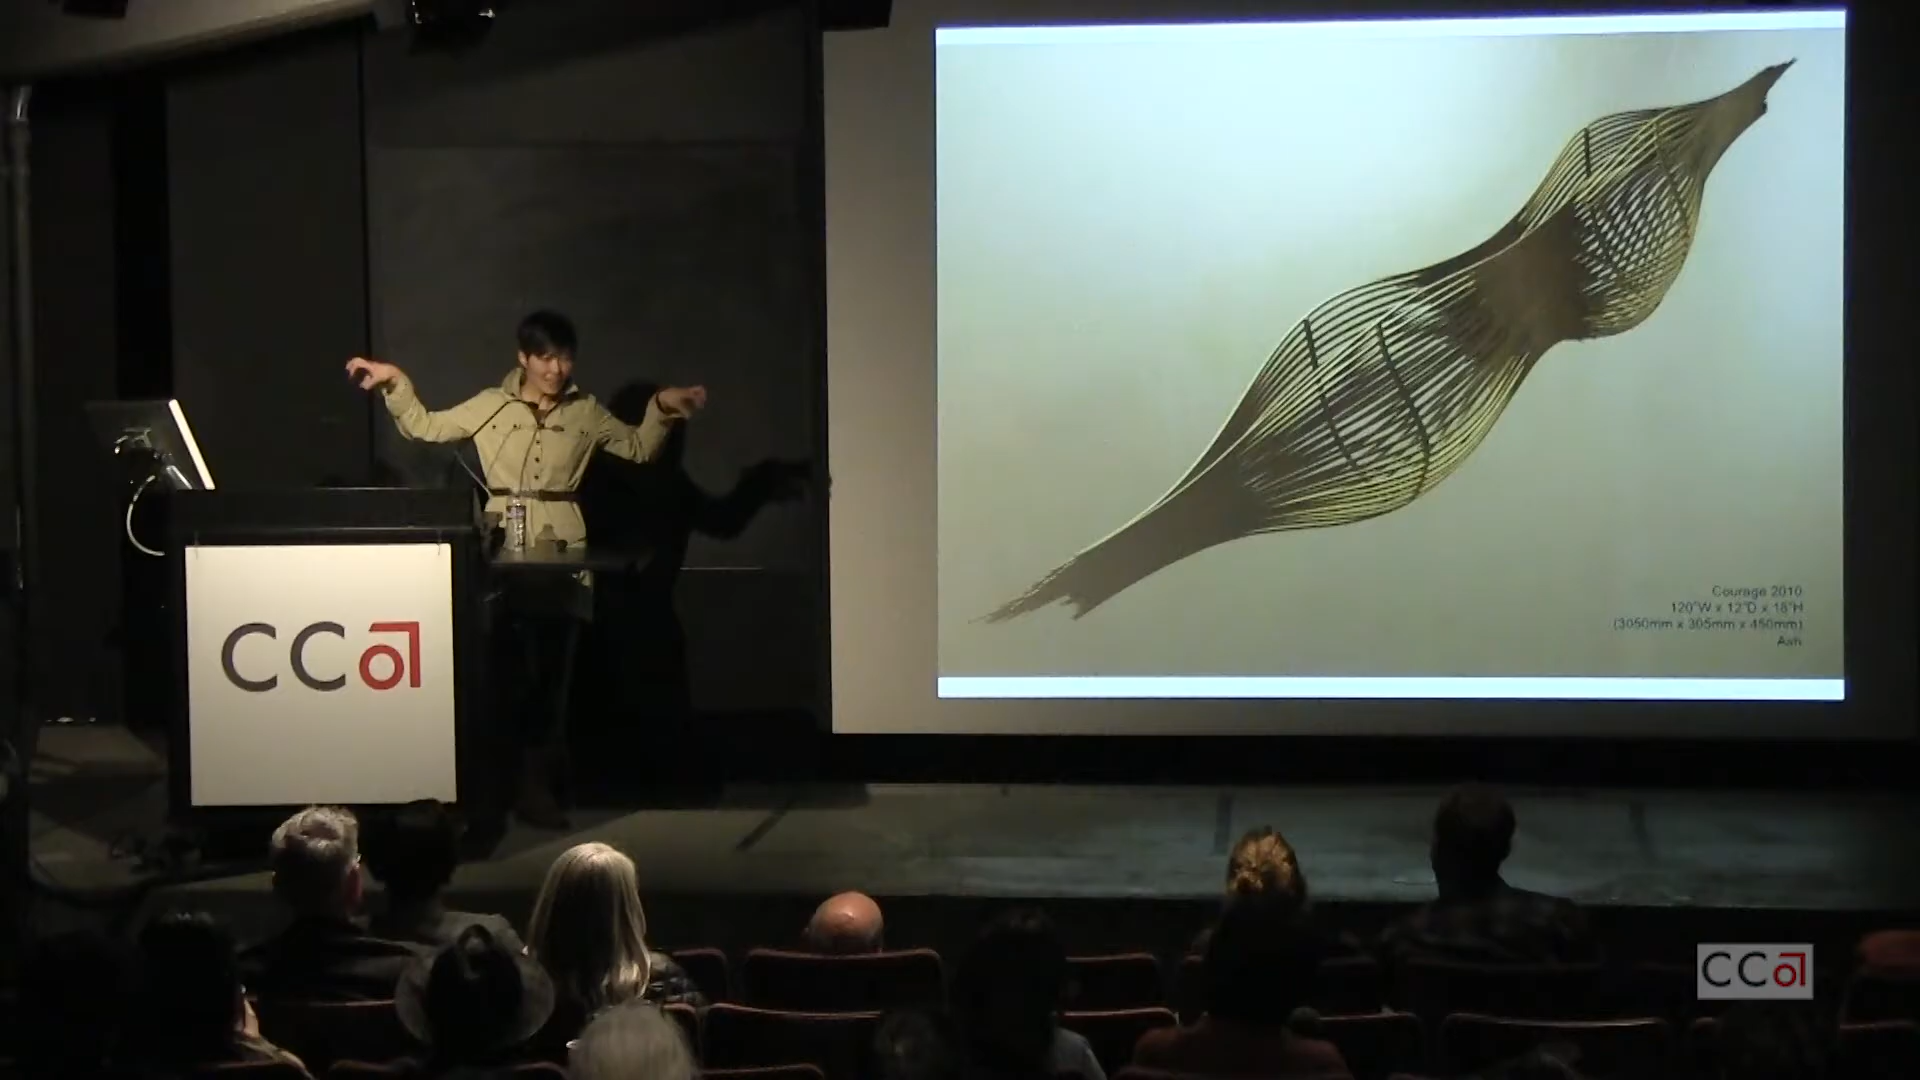 Courage 2010
120"W x 12"D x 18"H
(3050mm x 305mm x 450mm)
Ash
CCa
CCa